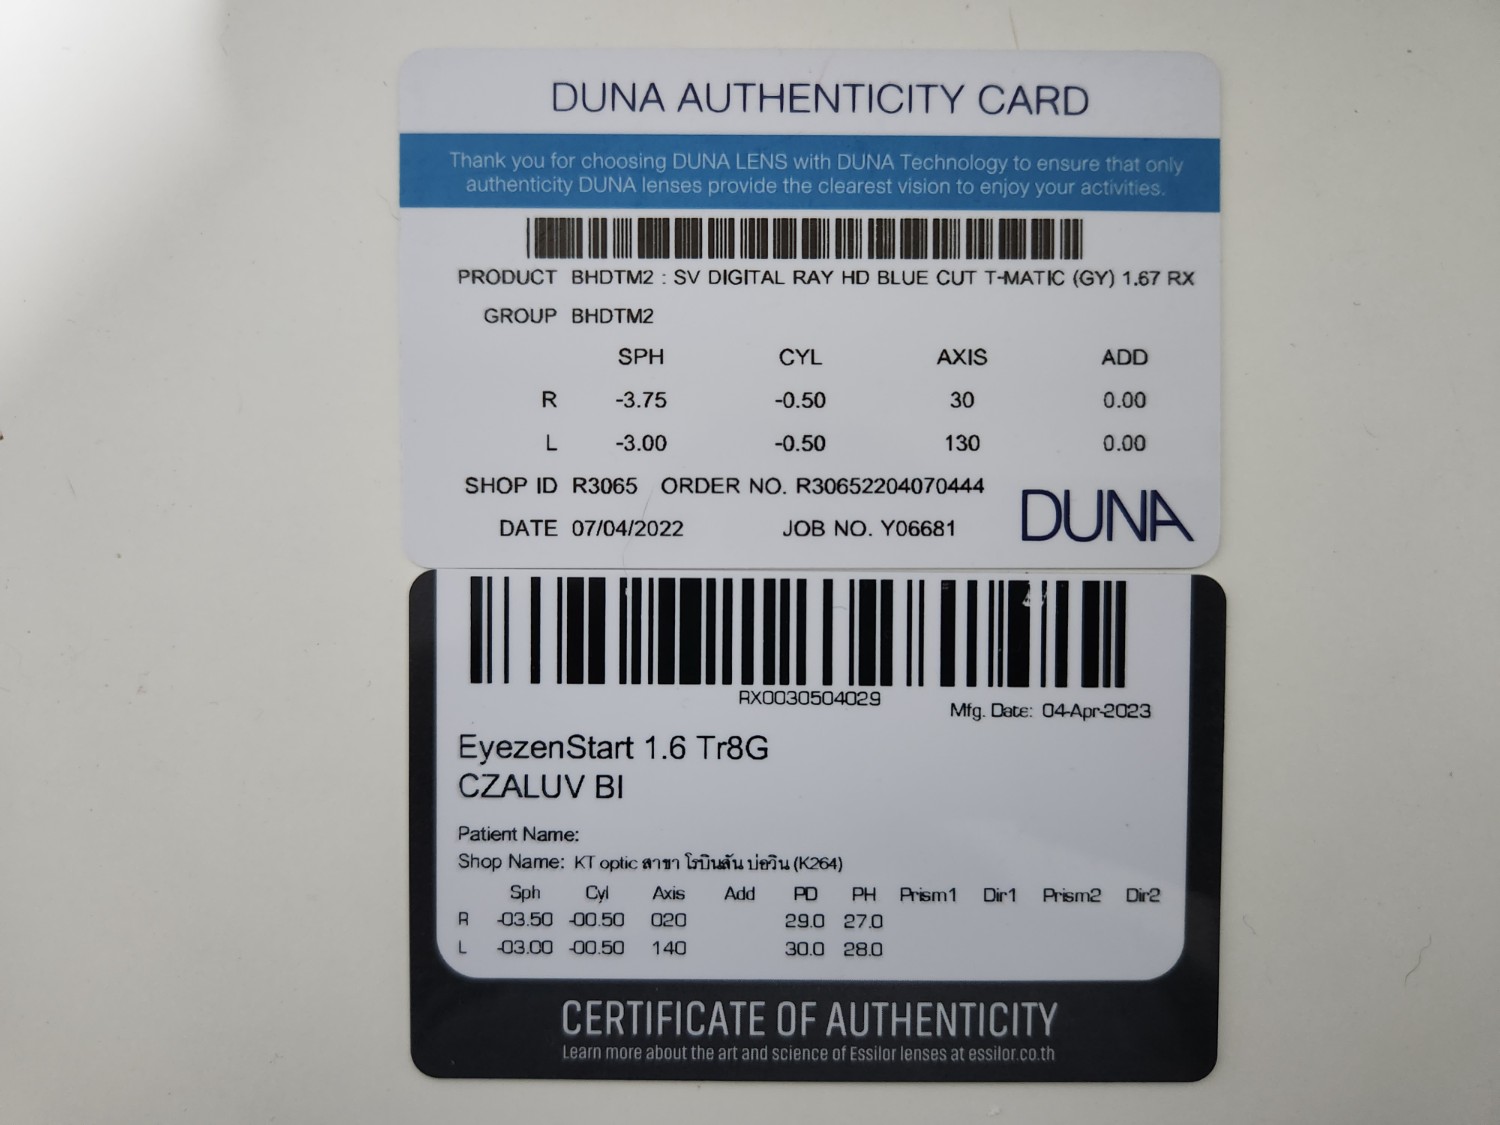 DUNA AUTHENTICITY CARD
Thank you for choosing DUNA LENS with DUNA Technology to ensure that only
authenticity DUNA lenses provide the clearest vision to enjoy your activities.
PRODUCT BHDTM2 : SV DIGITAL RAY HD BLUE CUT T-MATIC (GY) 1.67 RX
GROUP BHDTM2
SPH CYL AXIS ADD
R -3.75 -0.50 30 0.00
L -3.00 -0.50 130 0.00
SHOP ID R3065 ORDER NO. R30652204070444
DATE 07/04/2022 JOB NO. Y06681
DUNA
RX0030504029
Mfg. Date: 04-Apr-2023
EyezenStart 1.6 Tr8G
CZALUV BI
Patient Name:
Shop Name: KT optic สาขา โรบินสัน บ่อวิน (K264)
Sph Cyl Axis Add PD PH Prism1 Dir1 Prism2 Dir2
R -03.50 -00.50 020 29.0 27.0
L -03.00 -00.50 140 30.0 28.0
CERTIFICATE OF AUTHENTICITY
Learn more about the art and science of Essilor lenses at essilor.co.th